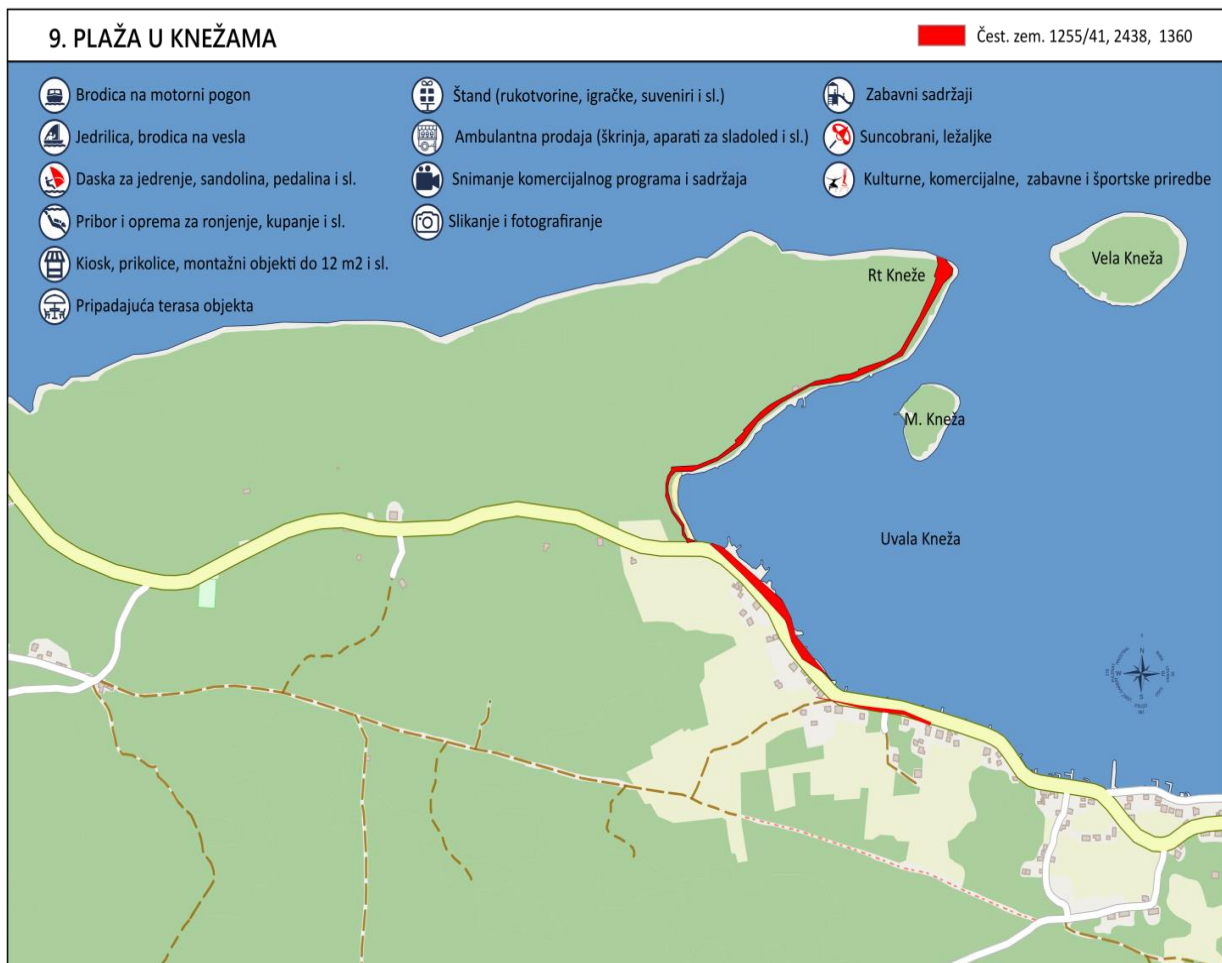 9. PLAŽA U KNEŽAMA
Čest. zem. 1255/41, 2438, 1360
Brodica na motorni pogon
Jedrilica, brodica na vesla
Daska za jedrenje, sandolina, pedalina i sl.
Pribor i oprema za ronjenje, kupanje i sl.
Kiosk, prikolice, montažni objekti do 12 m2 i sl.
Pripadajuća terasa objekta
Štand (rukotvorine, igračke, suveniri i sl.)
Ambulantna prodaja (škrinja, aparati za sladoled i sl.)
Snimanje komercijalnog programa i sadržaja
Slikanje i fotografiranje
Zabavni sadržaji
Suncobrani, ležaljke
Kulturne, komercijalne, zabavne i športske priredbe
Rt Kneže
Vela Kneža
M. Kneža
Uvala Kneža
N
W
E
S